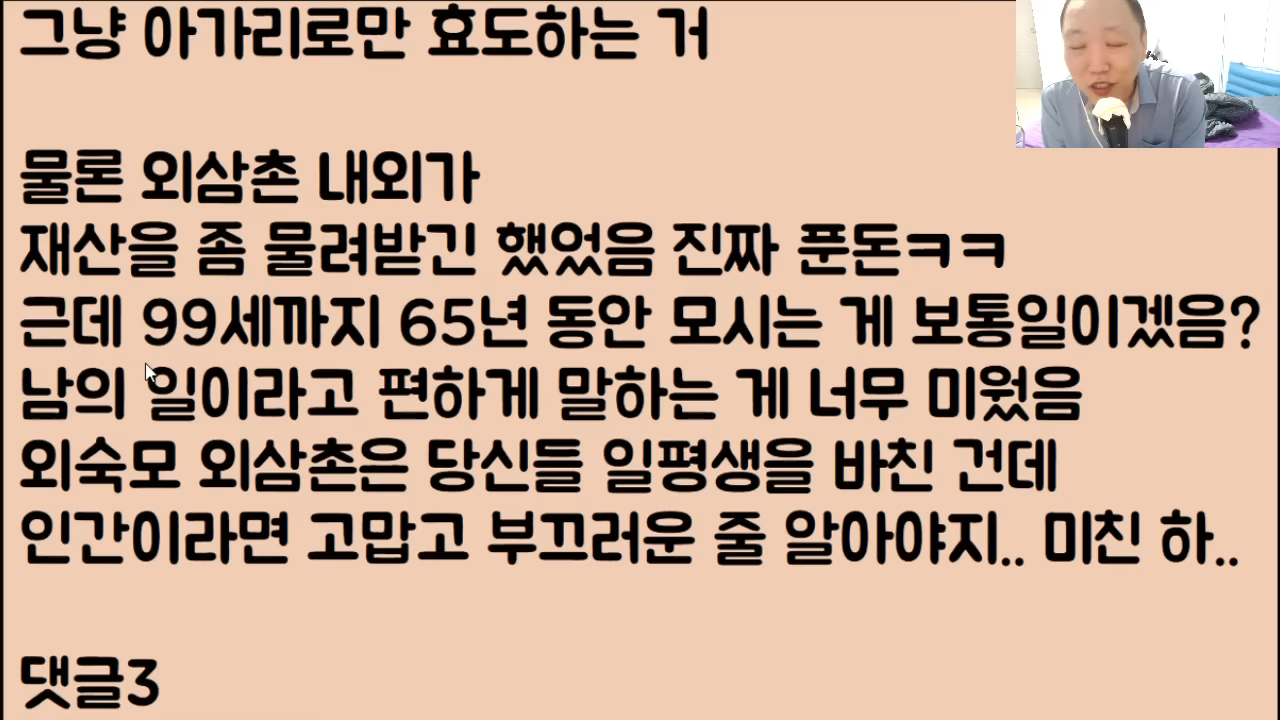 그냥 아가리로만 효도하는 거
물론 외삼촌 내외가
재산을 좀 물려받긴 했었음 진짜 푼돈ㅋㅋ
근데 99세까지 65년 동안 모시는 게 보통일이겠음?
남의 일이라고 편하게 말하는 게 너무 미웠음
외숙모 외삼촌은 당신들 일평생을 바친 건데
인간이라면 고맙고 부끄러운 줄 알아야지.. 미친 하..
댓글3